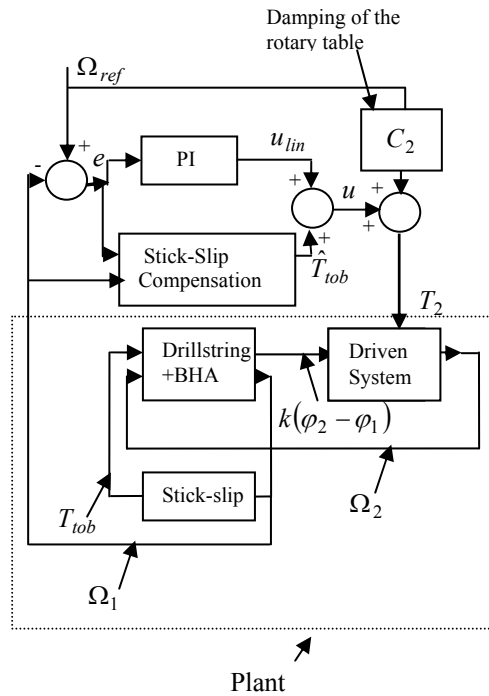 Damping of the
rotary table
Ω_ref
C_2
+
-
e
PI
u_lin
+
u
+
+
+
Stick-Slip
Compensation
T̂_tob
T_2
Drillstring
+BHA
Driven
System
k(φ_2 − φ_1)
Stick-slip
T_tob
Ω_2
Ω_1
Plant